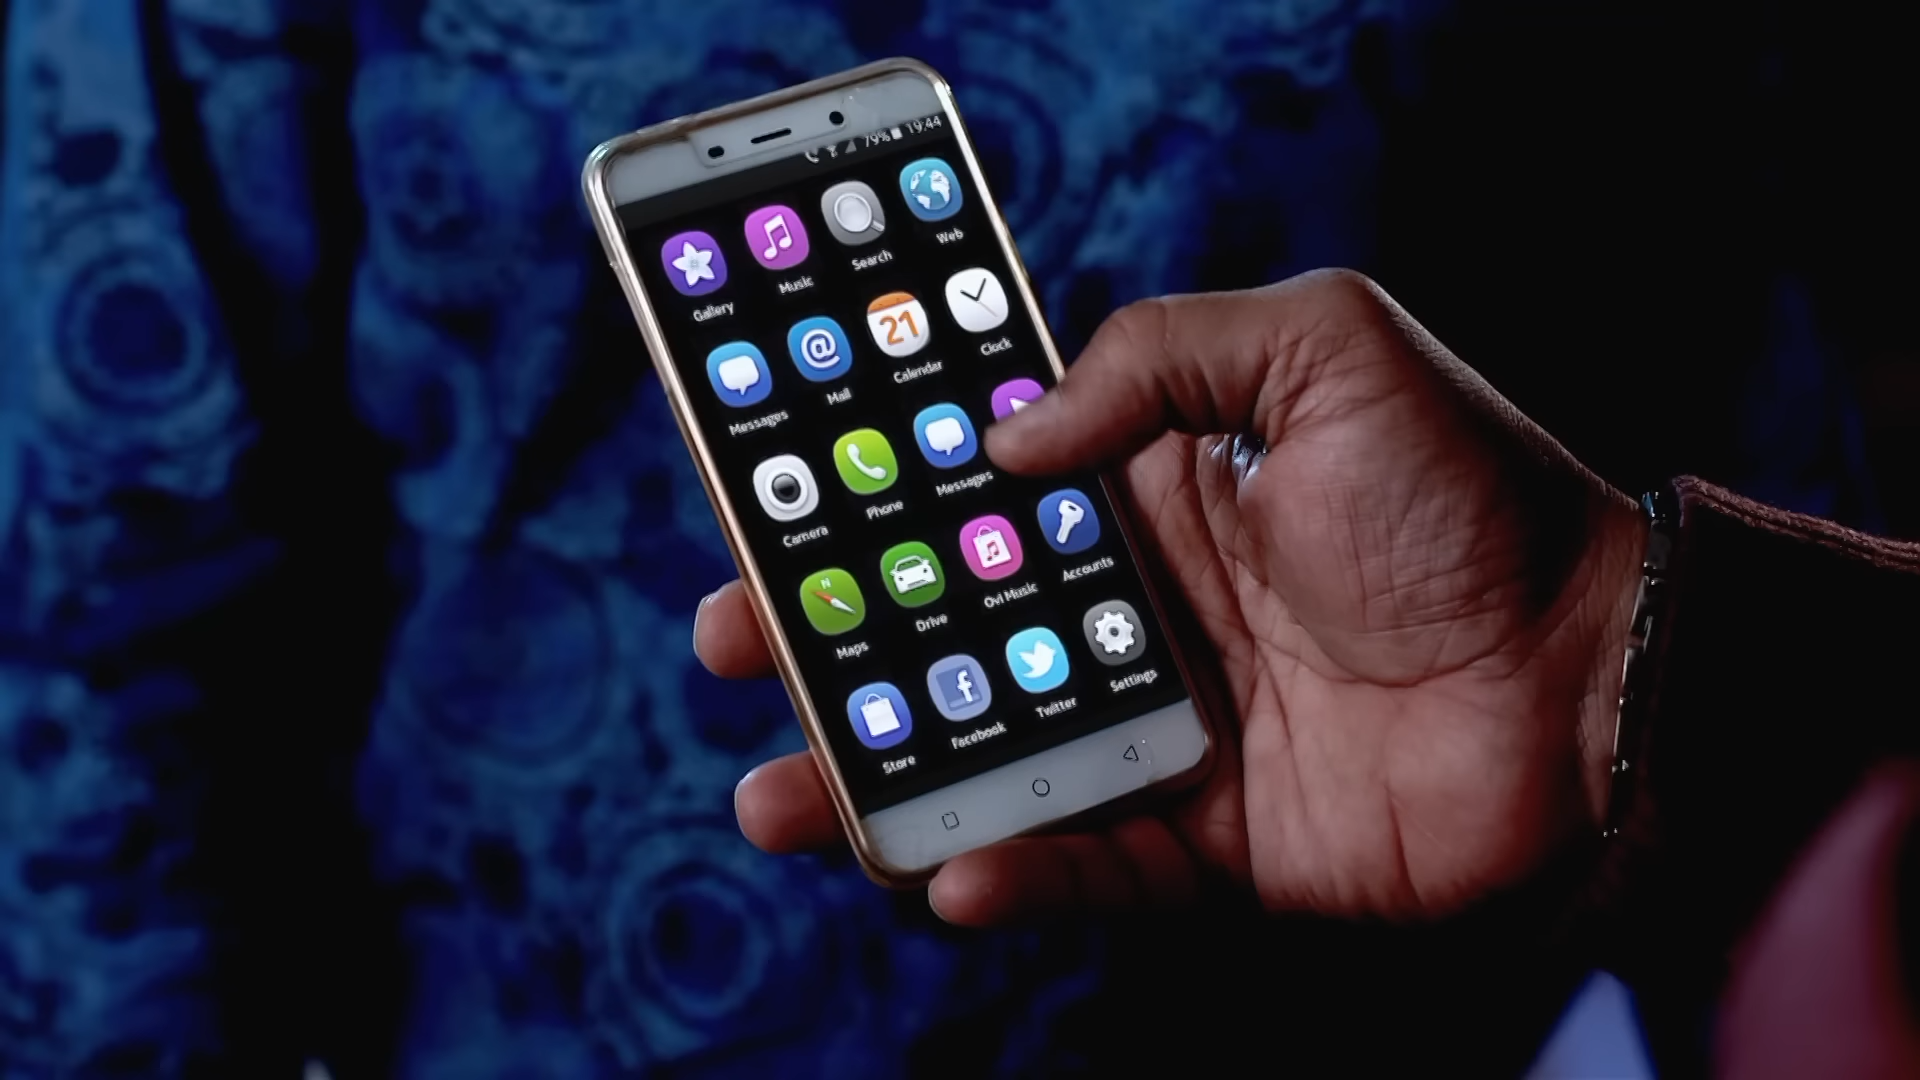 79% 19:44
Gallery Music Search Web
Messages Mail 21 Calendar Clock
Camera Phone Messages
Maps N Drive Ovi Music Accounts
Store Facebook Twitter Settings